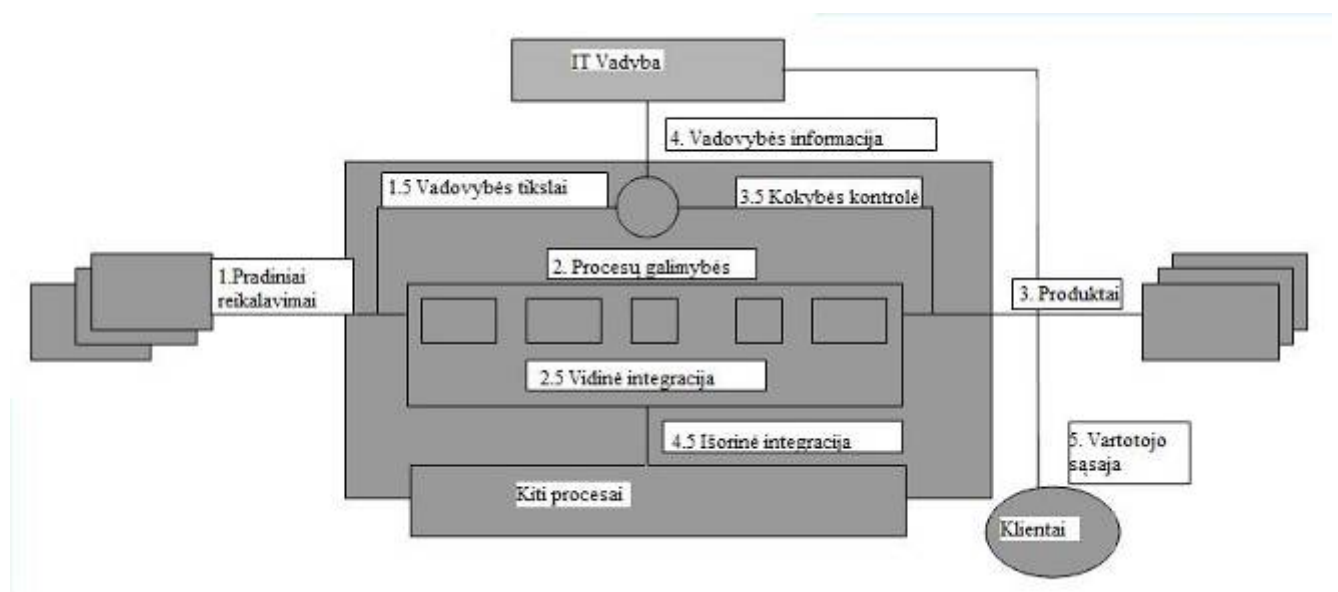 IT Vadyba
4. Vadovybės informacija
1.5 Vadovybės tikslai
3.5 Kokybės kontrolė
1.Pradiniai
reikalavimai
2. Procesų galimybės
3. Produktai
2.5 Vidinė integracija
4.5 Išorinė integracija
5. Vartotojo
sąsaja
Kiti procesai
Klientai